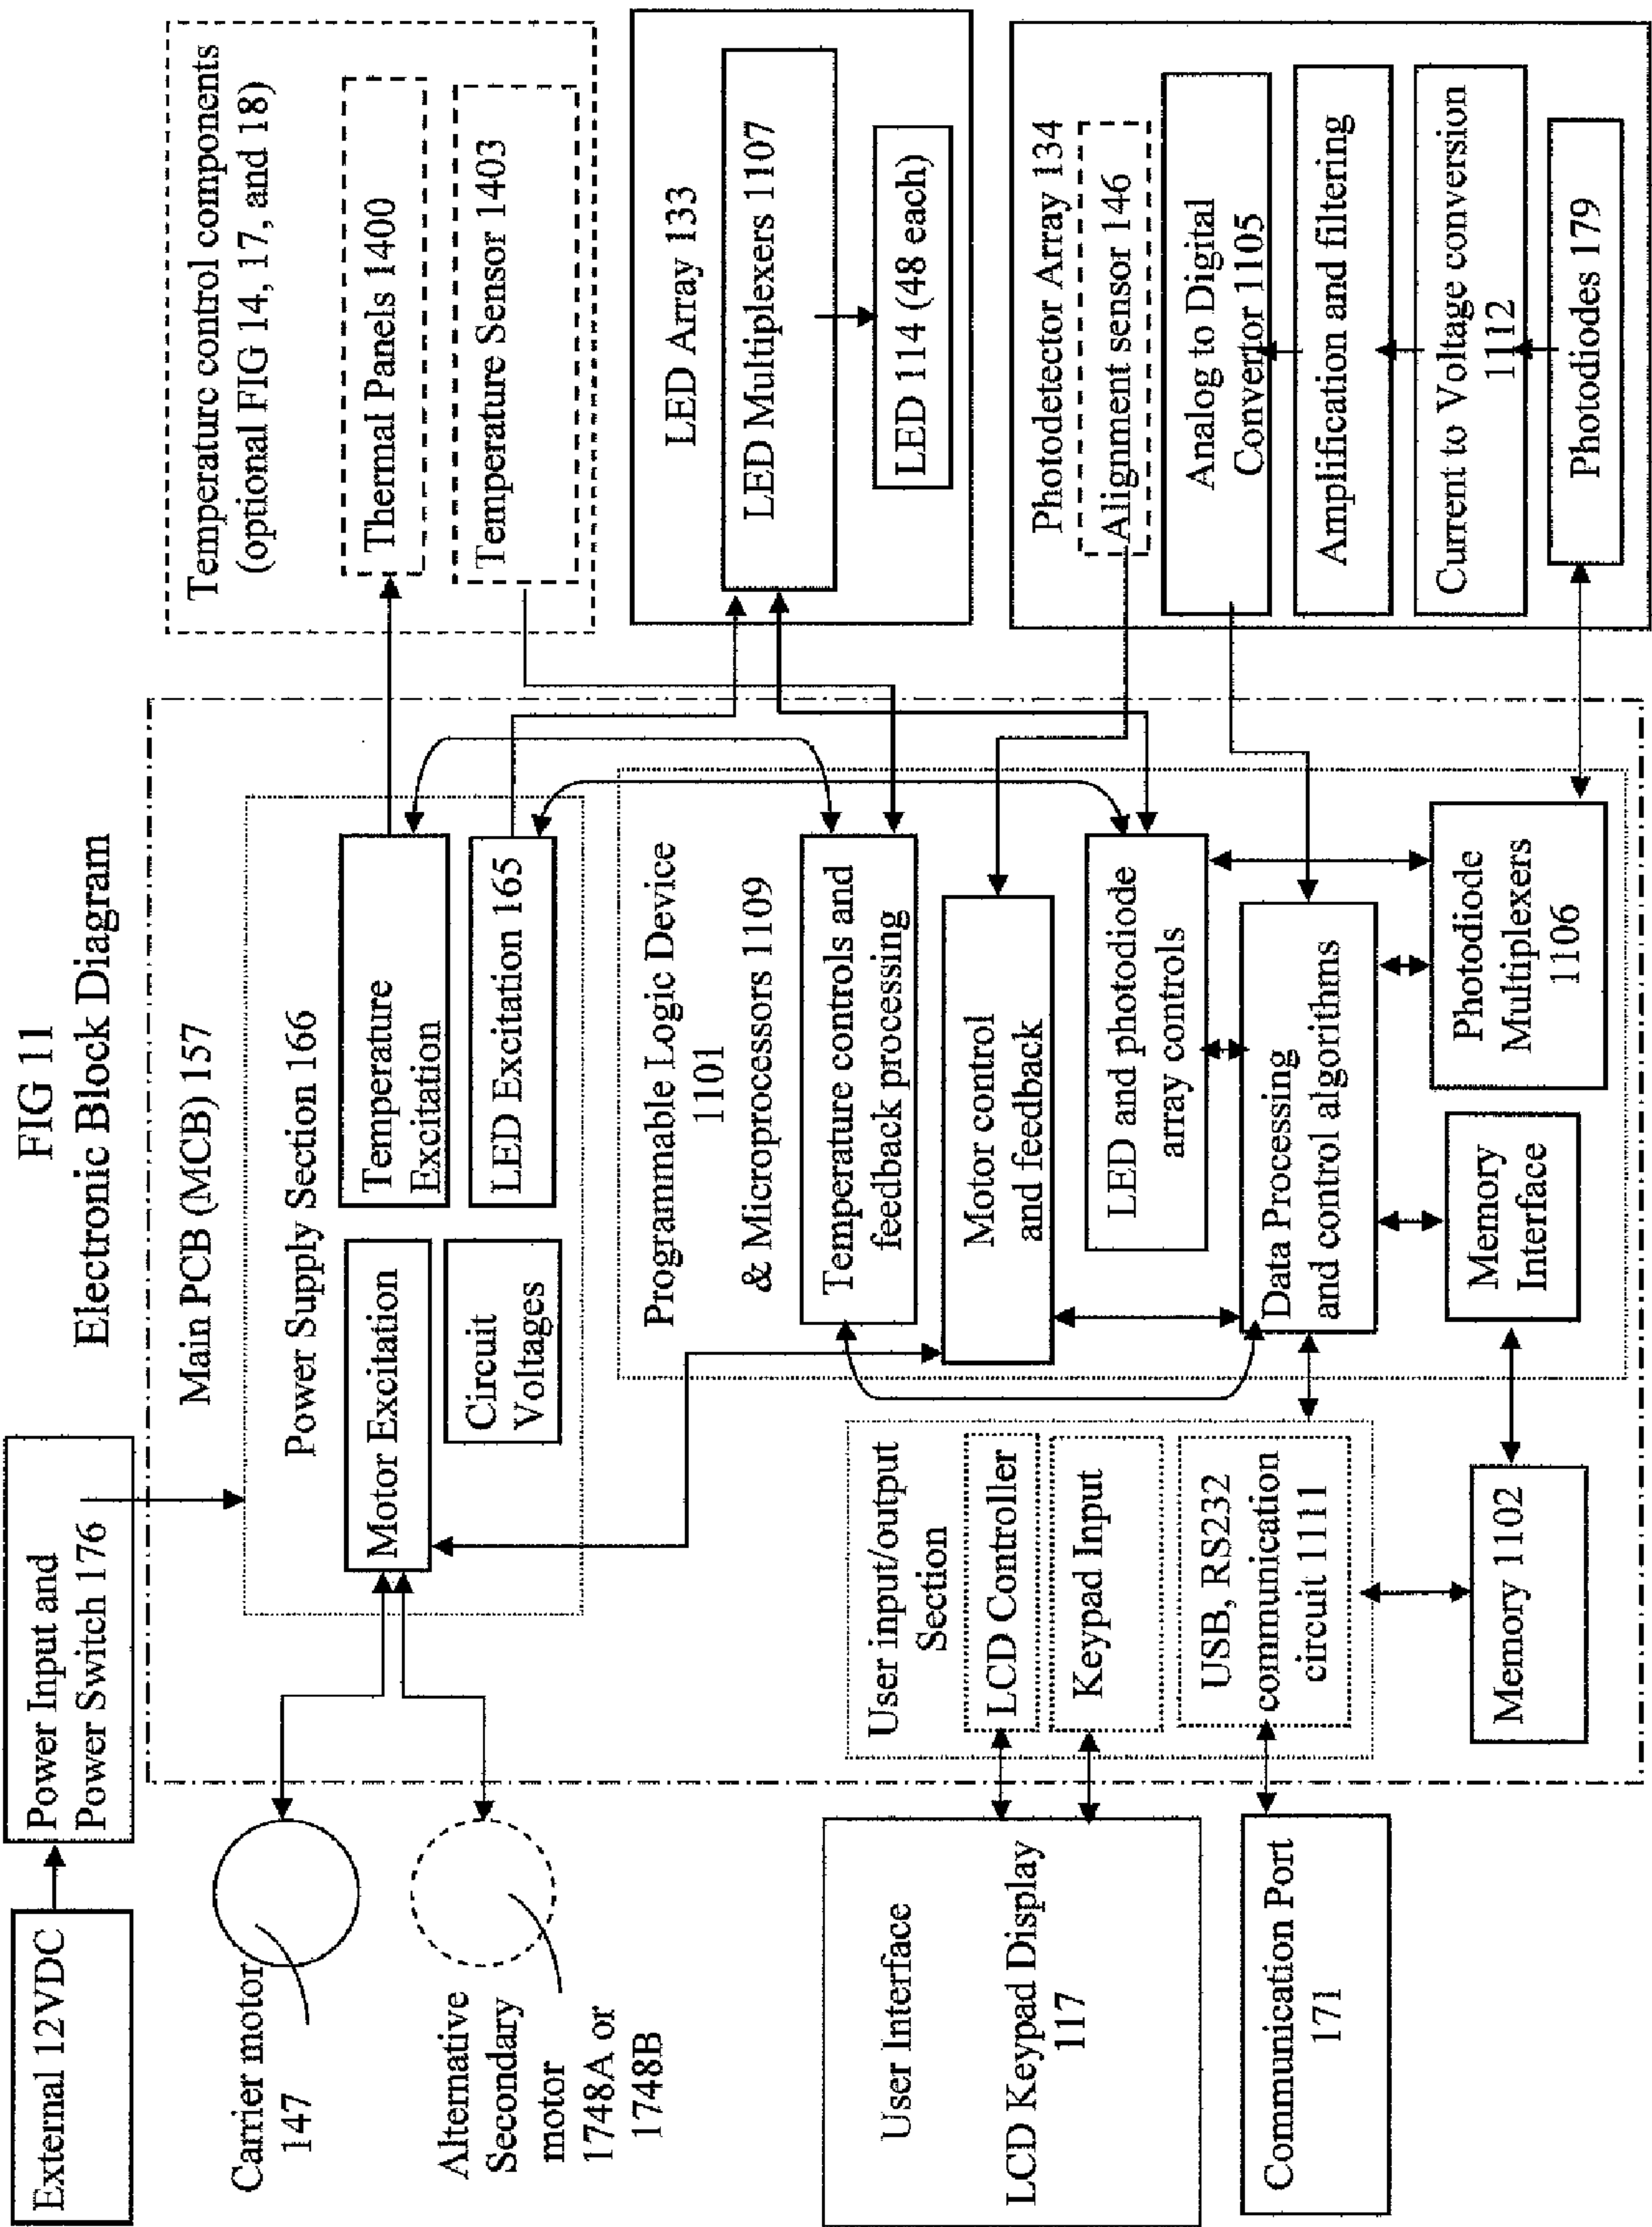 FIG 11
Electronic Block Diagram
External 12VDC
Power Input and
Power Switch 176
Carrier motor
147
Alternative
Secondary
motor
1748A or
1748B
User Interface
LCD Keypad Display
117
Communication Port
171
Main PCB (MCB) 157
Power Supply Section 166
Motor Excitation
Circuit
Voltages
Temperature
Excitation
LED Excitation 165
User input/output
Section
LCD Controller
Keypad Input
USB, RS232
communication
circuit 1111
Memory 1102
Programmable Logic Device
1101
& Microprocessors 1109
Temperature controls and
feedback processing
Motor control
and feedback
LED and photodiode
array controls
Data Processing
and control algorithms
Memory
Interface
Photodiode
Multiplexers
1106
Temperature control components
(optional FIG 14, 17, and 18)
Thermal Panels 1400
Temperature Sensor 1403
LED Array 133
LED Multiplexers 1107
LED 114 (48 each)
Photodetector Array 134
Alignment sensor 146
Analog to Digital
Convertor 1105
Amplification and filtering
Current to Voltage conversion
1112
Photodiodes 179